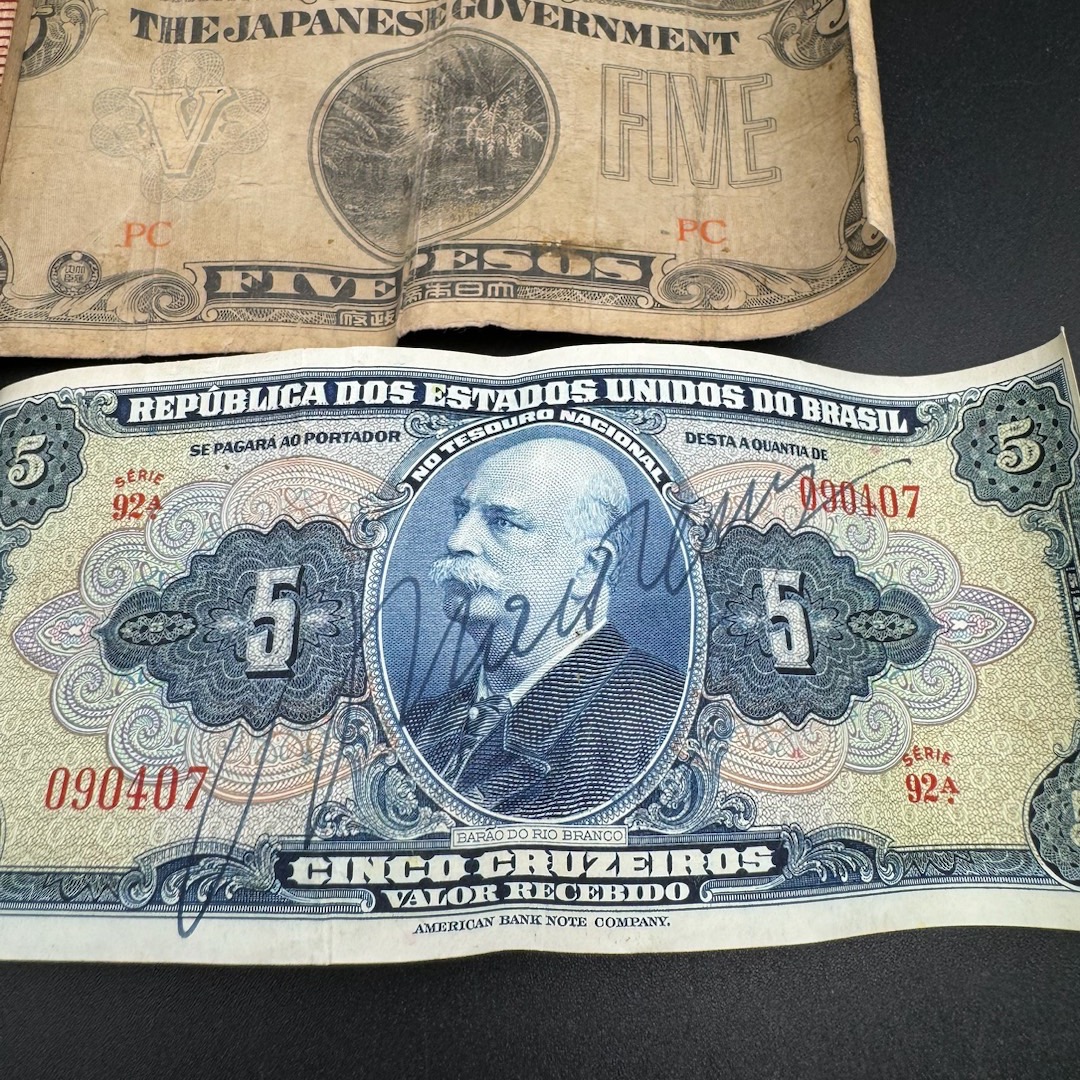 THE JAPANESE GOVERNMENT
V FIVE
PC PC
FIVE PESOS
REPÚBLICA DOS ESTADOS UNIDOS DO BRASIL
NO TESOURO NACIONAL
SE PAGARÁ AO PORTADOR DESTA A QUANTIA DE
5 5
SÉRIE
92ª
090407
5 5
090407
SÉRIE
92ª
BARÃO DO RIO BRANCO
CINCO CRUZEIROS
VALOR RECEBIDO
AMERICAN BANK NOTE COMPANY.